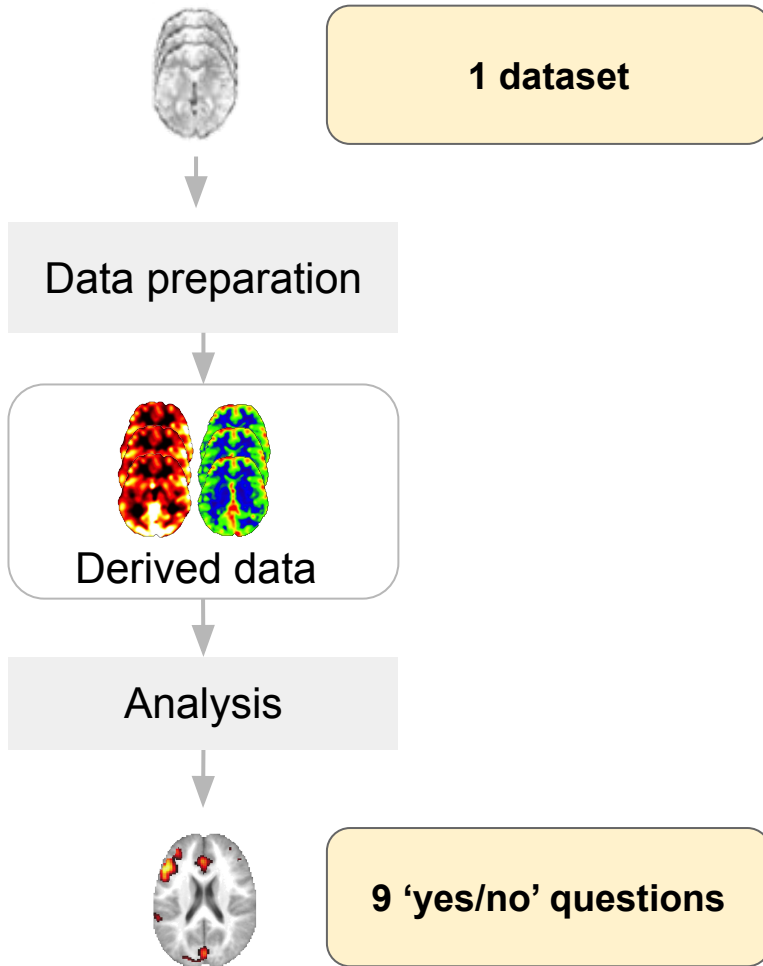 1 dataset
Data preparation
Derived data
Analysis
9 ‘yes/no’ questions